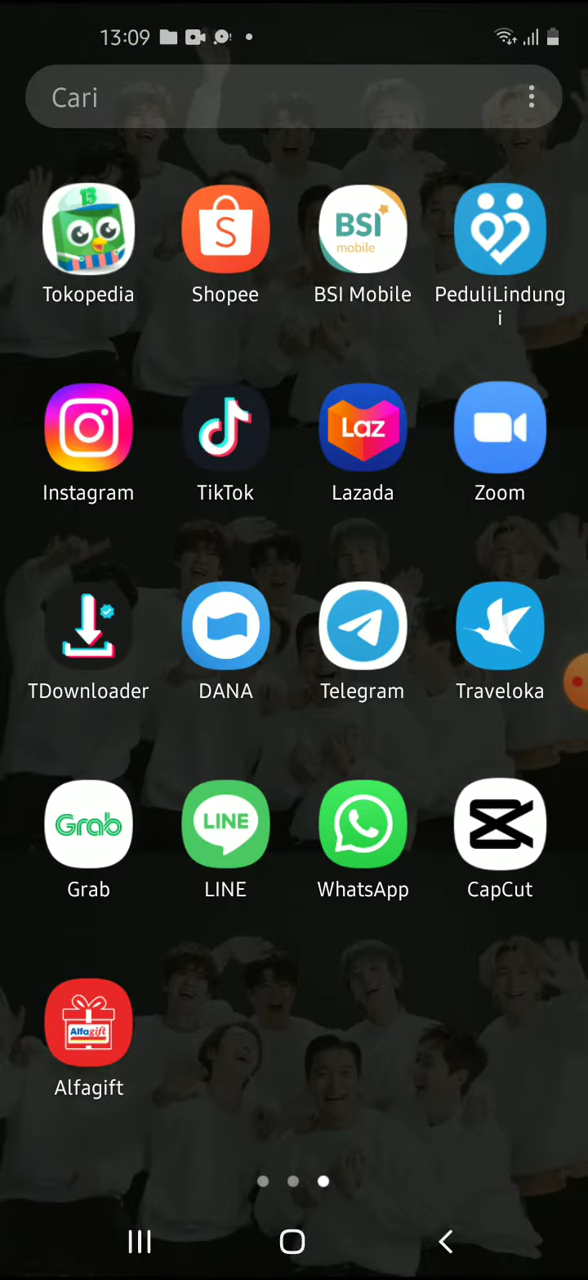 13:09
Cari
13
S
BSI
mobile
Tokopedia
Shopee
BSI Mobile
PeduliLindung
i
Laz
Instagram
TikTok
Lazada
Zoom
TDownloader
DANA
Telegram
Traveloka
Grab
LINE
Grab
LINE
WhatsApp
CapCut
Alfagift
Alfagift